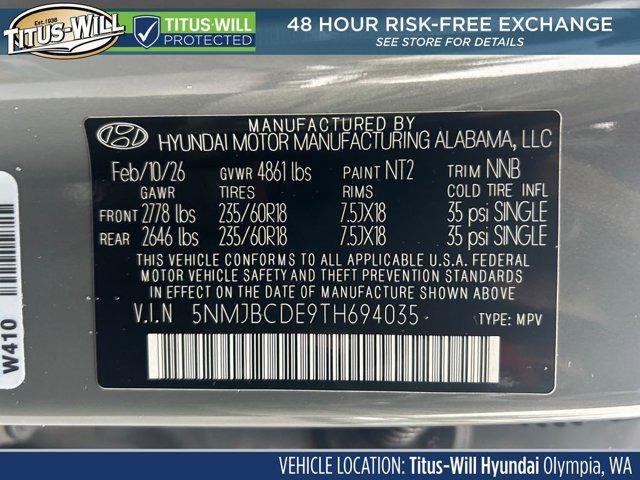 Est. 1938
TITUS-WILL
TITUS-WILL
PROTECTED
48 HOUR RISK-FREE EXCHANGE
SEE STORE FOR DETAILS
MANUFACTURED BY
HYUNDAI MOTOR MANUFACTURING ALABAMA, LLC
Feb/10/26 GVWR 4861 lbs PAINT NT2 TRIM NNB
GAWR TIRES RIMS COLD TIRE INFL
FRONT 2778 lbs 235/60R18 7.5JX18 35 psi SINGLE
REAR 2646 lbs 235/60R18 7.5JX18 35 psi SINGLE
THIS VEHICLE CONFORMS TO ALL APPLICABLE U.S.A. FEDERAL
MOTOR VEHICLE SAFETY AND THEFT PREVENTION STANDARDS
IN EFFECT ON THE DATE OF MANUFACTURE SHOWN ABOVE
V.I.N 5NMJBCDE9TH694035 TYPE: MPV
W410
VEHICLE LOCATION: Titus-Will Hyundai Olympia, WA